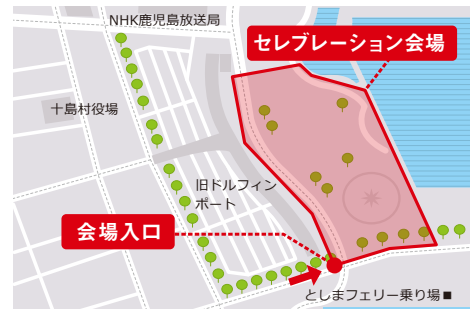 NHK鹿児島放送局
セレブレーション会場
十島村役場
旧ドルフィン
ポート
会場入口
としまフェリー乗り場■